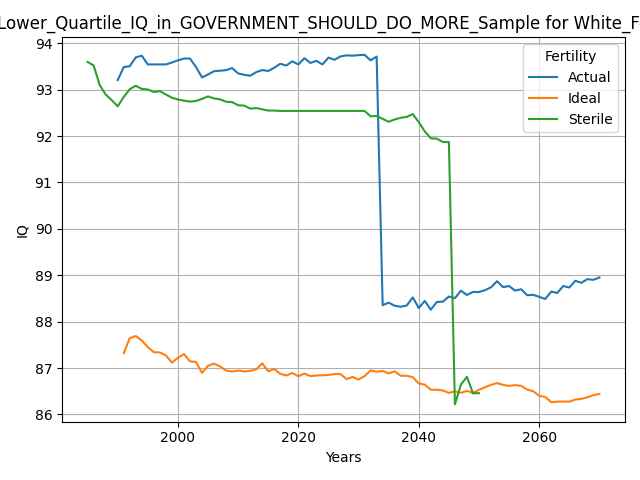 Lower_Quartile_IQ_in_GOVERNMENT_SHOULD_DO_MORE_Sample for White_F
Fertility
Actual
Ideal
Sterile
IQ
94
93
92
91
90
89
88
87
86
2000 2020 2040 2060
Years